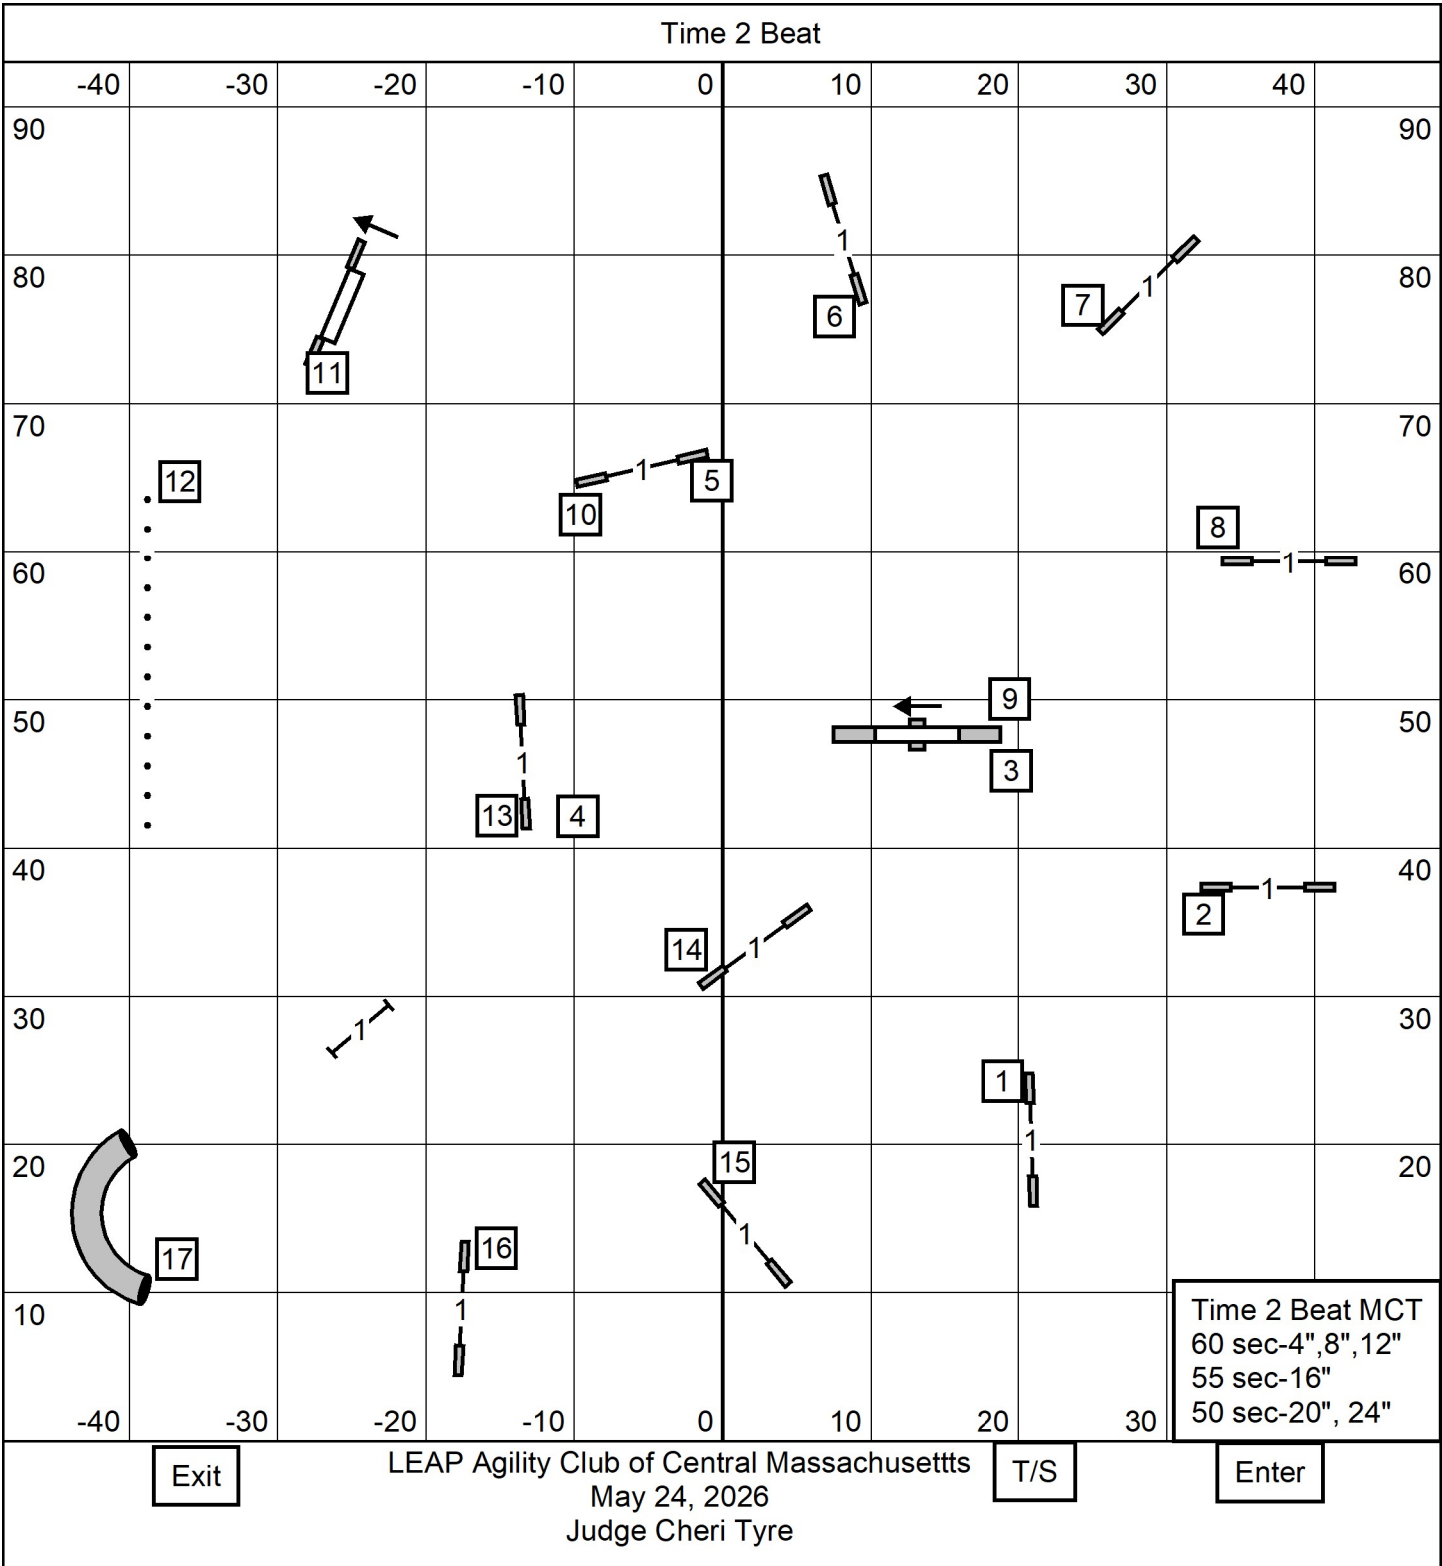 Time 2 Beat
-40 -30 -20 -10 0 10 20 30 40
90 90
1
80 80
6
7
1
11
70 70
12
1
5
10
8
60 60
1
9
50 50
1
3
13 4
40 40
1
2
14
1
30 30
1
1
1
20 20
15
1
17
16
1
10
Time 2 Beat MCT
60 sec-4",8",12"
55 sec-16"
50 sec-20", 24"
-40 -30 -20 -10 0 10 20 30
Exit
LEAP Agility Club of Central Massachusettts
T/S
Enter
May 24, 2026
Judge Cheri Tyre